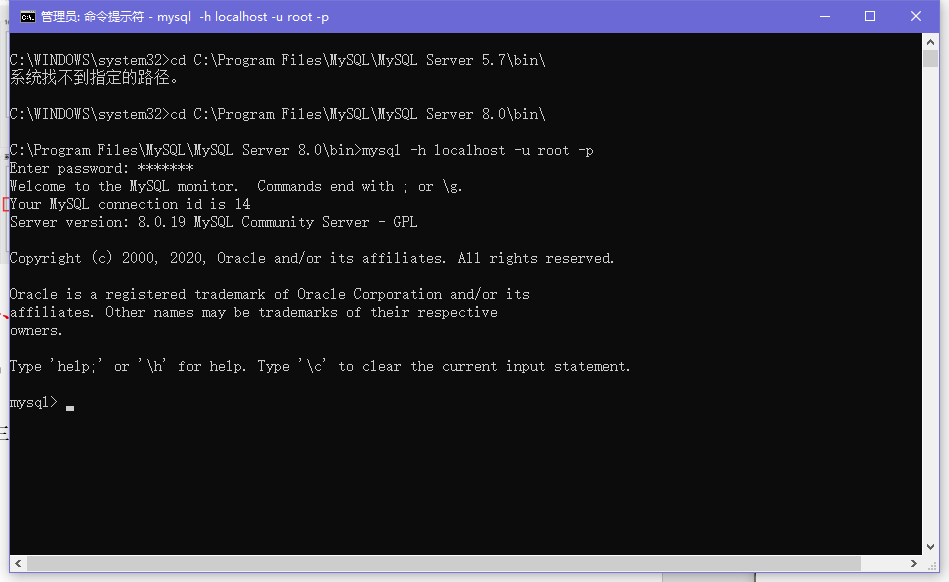 管理员: 命令提示符 - mysql -h localhost -u root -p
C:\WINDOWS\system32>cd C:\Program Files\MySQL\MySQL Server 5.7\bin\
系统找不到指定的路径。
C:\WINDOWS\system32>cd C:\Program Files\MySQL\MySQL Server 8.0\bin\
C:\Program Files\MySQL\MySQL Server 8.0\bin>mysql -h localhost -u root -p
Enter password: *******
Welcome to the MySQL monitor.  Commands end with ; or \g.
Your MySQL connection id is 14
Server version: 8.0.19 MySQL Community Server - GPL
Copyright (c) 2000, 2020, Oracle and/or its affiliates. All rights reserved.
Oracle is a registered trademark of Oracle Corporation and/or its
affiliates. Other names may be trademarks of their respective
owners.
Type 'help;' or '\h' for help. Type '\c' to clear the current input statement.
mysql>